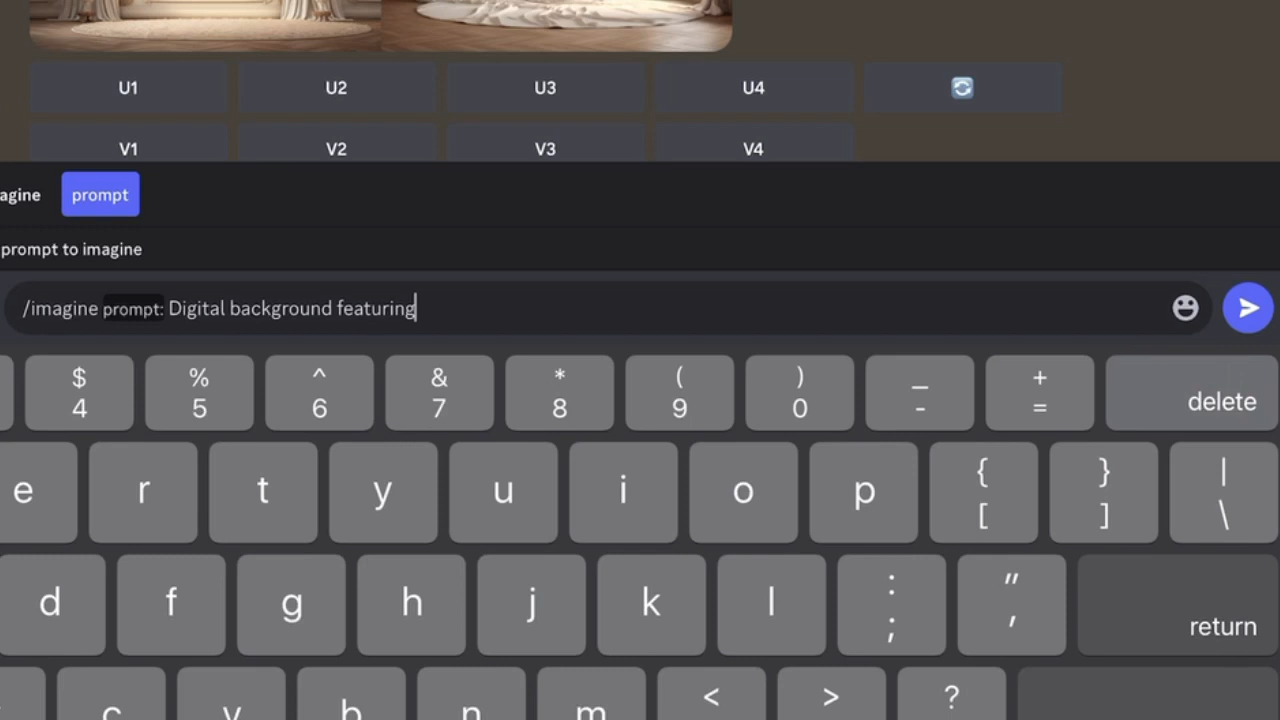 U1 U2 U3 U4
V1 V2 V3 V4
agine prompt
prompt to imagine
/imagine prompt: Digital background featuring
$ % ^ & * ( ) _ +
4 5 6 7 8 9 0 - = delete
e r t y u i o p { [ } ] | \
d f g h j k l : ; " ' return
c v b n m < > ?